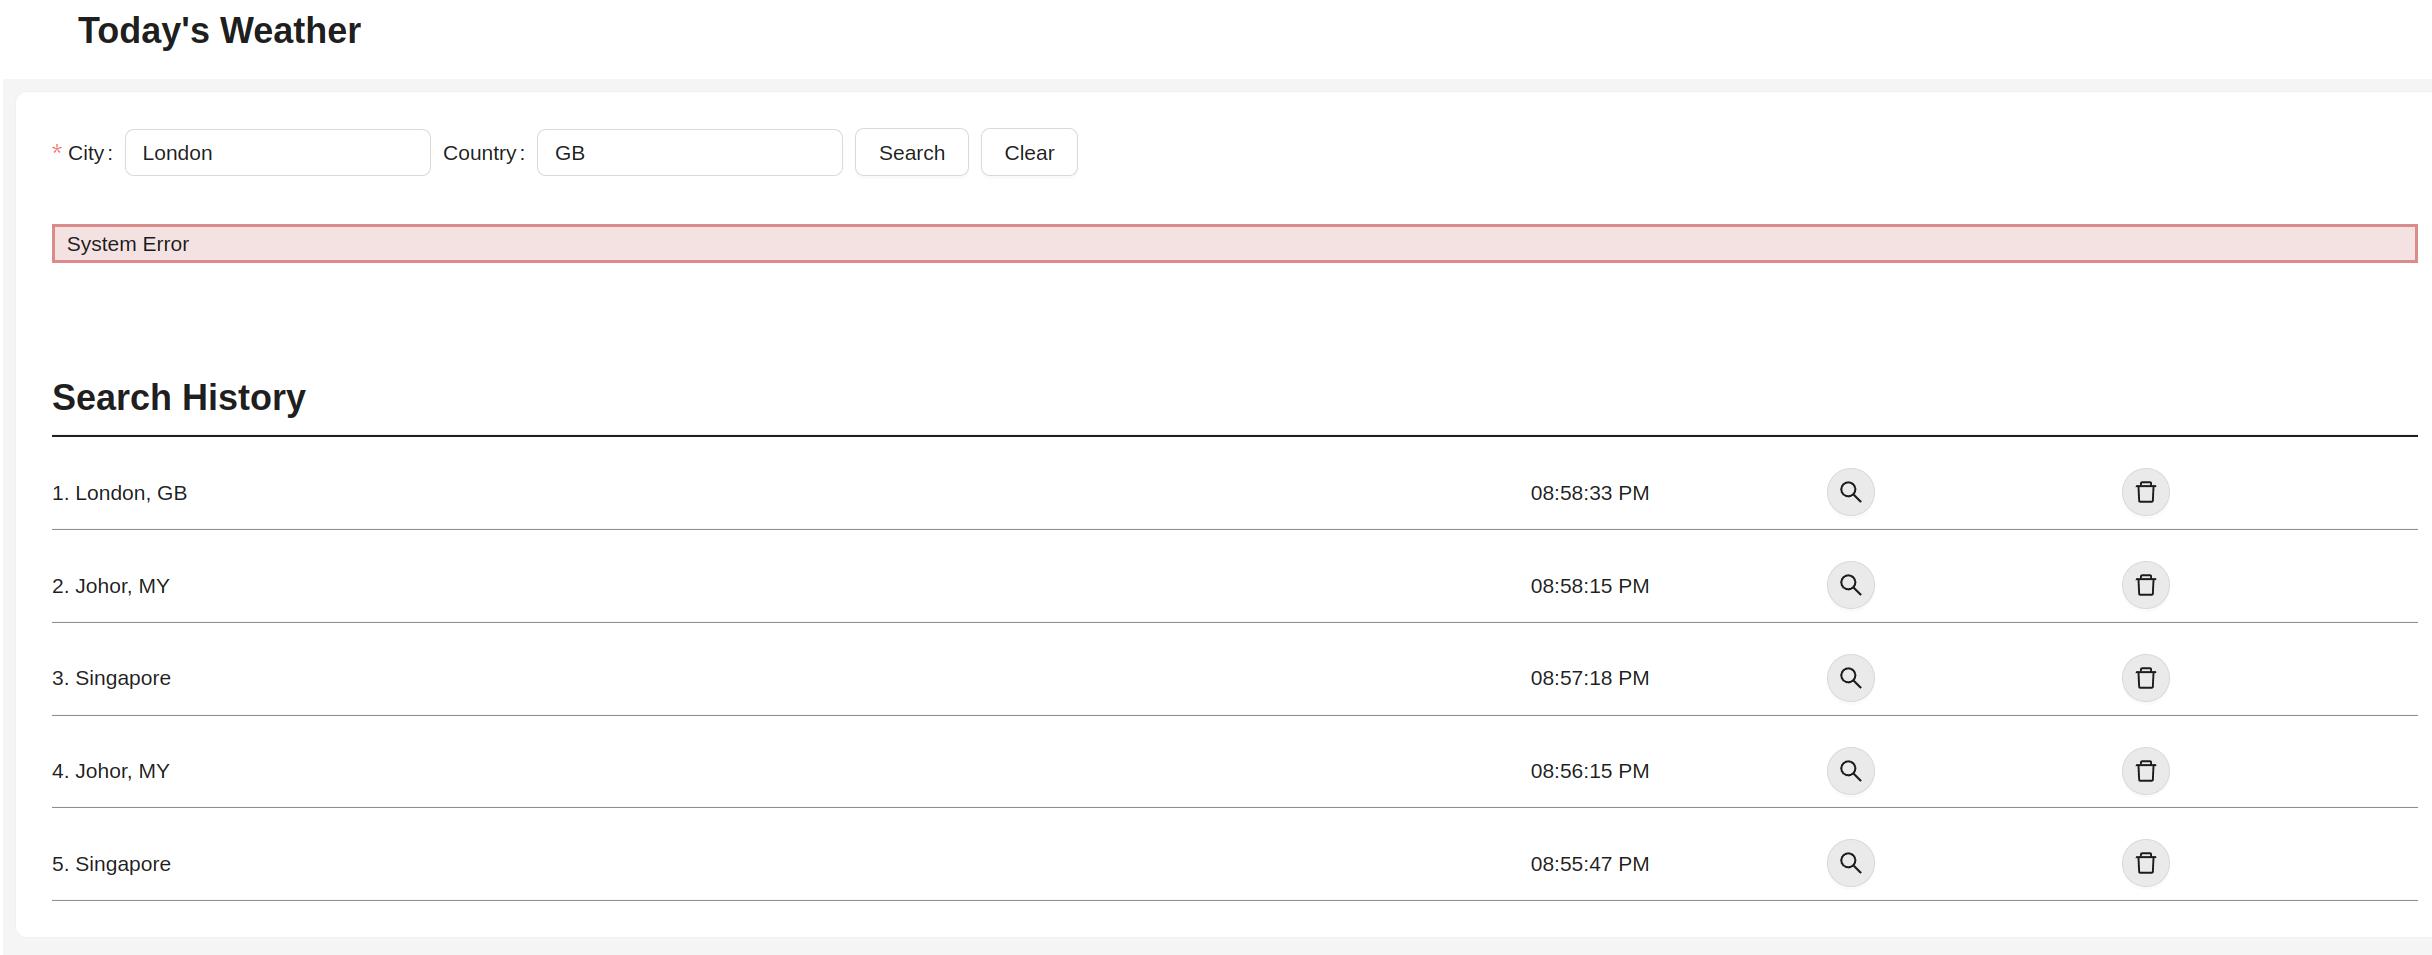 Today's Weather
* City : London Country : GB Search Clear
System Error
Search History
1. London, GB 08:58:33 PM
2. Johor, MY 08:58:15 PM
3. Singapore 08:57:18 PM
4. Johor, MY 08:56:15 PM
5. Singapore 08:55:47 PM